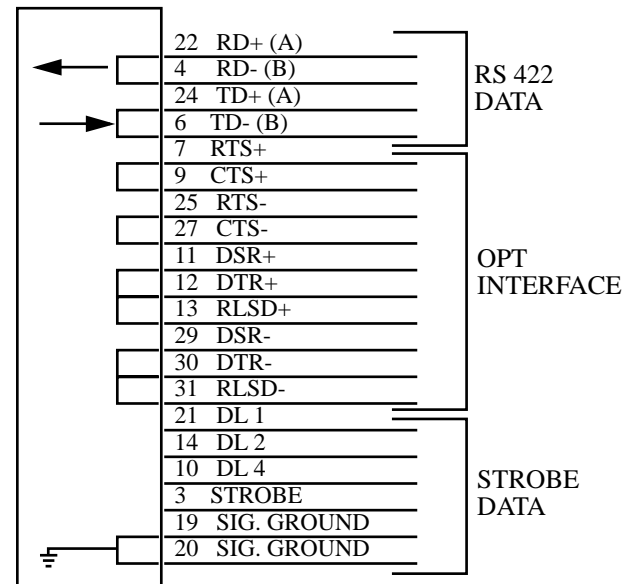 22 RD+ (A)
4 RD- (B)
24 TD+ (A)
6 TD- (B)
7 RTS+
9 CTS+
25 RTS-
27 CTS-
11 DSR+
12 DTR+
13 RLSD+
29 DSR-
30 DTR-
31 RLSD-
21 DL 1
14 DL 2
10 DL 4
3 STROBE
19 SIG. GROUND
20 SIG. GROUND
RS 422
DATA
OPT
INTERFACE
STROBE
DATA